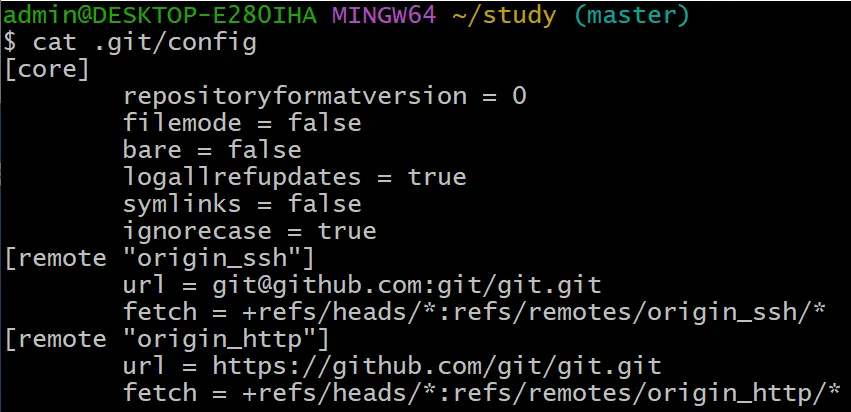 admin@DESKTOP-E28OIHA MINGW64 ~/study (master)
$ cat .git/config
[core]
        repositoryformatversion = 0
        filemode = false
        bare = false
        logallrefupdates = true
        symlinks = false
        ignorecase = true
[remote "origin_ssh"]
        url = git@github.com:git/git.git
        fetch = +refs/heads/*:refs/remotes/origin_ssh/*
[remote "origin_http"]
        url = https://github.com/git/git.git
        fetch = +refs/heads/*:refs/remotes/origin_http/*